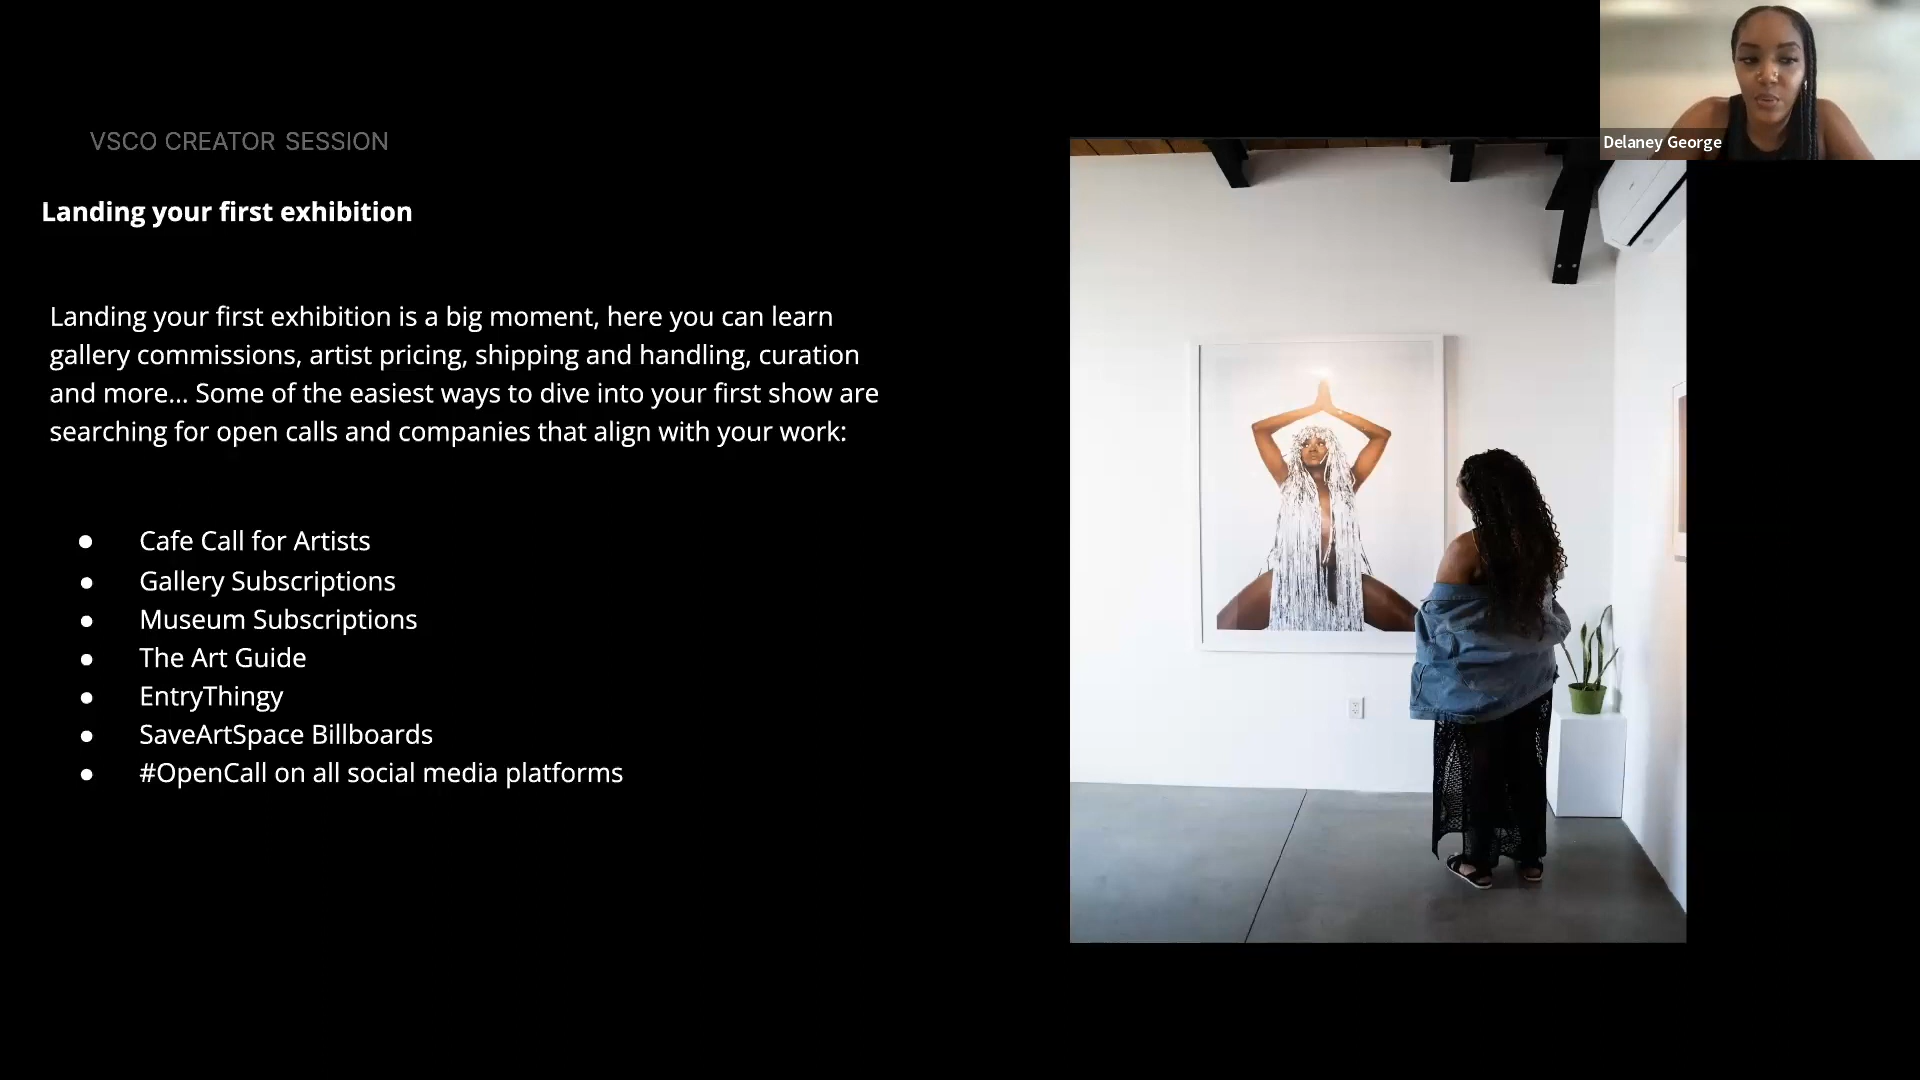 VSCO CREATOR SESSION
Delaney George
Landing your first exhibition
Landing your first exhibition is a big moment, here you can learn
gallery commissions, artist pricing, shipping and handling, curation
and more... Some of the easiest ways to dive into your first show are
searching for open calls and companies that align with your work:
● Cafe Call for Artists
● Gallery Subscriptions
● Museum Subscriptions
● The Art Guide
● EntryThingy
● SaveArtSpace Billboards
● #OpenCall on all social media platforms